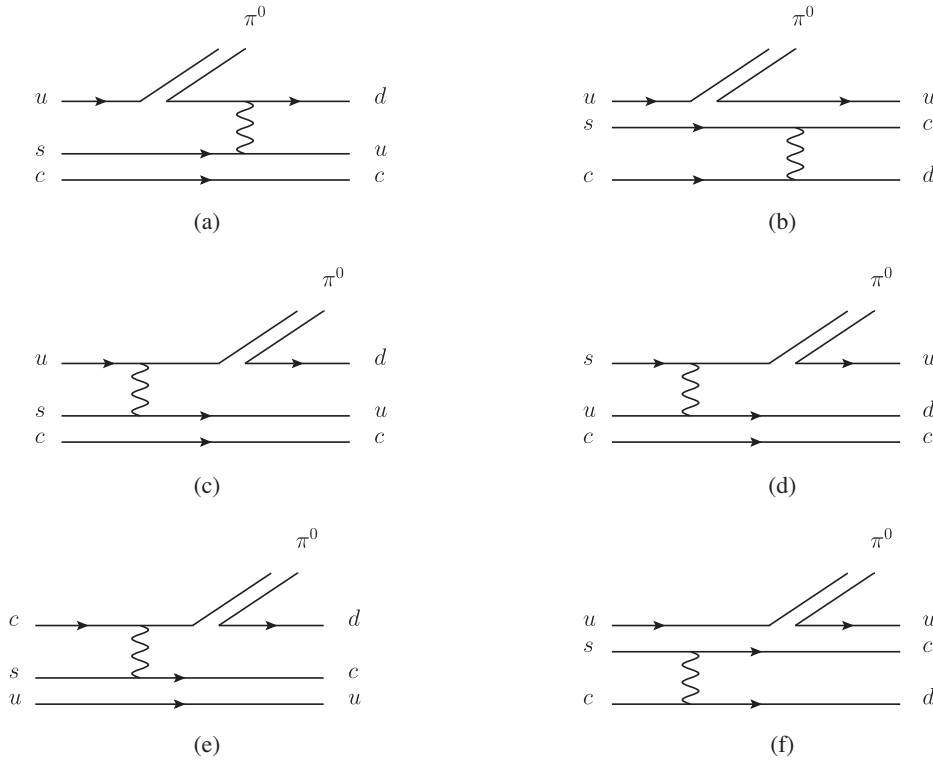 π⁰ π⁰
u d u u
s c
s u
c c c d
(a) (b)
π⁰ π⁰
u d s u
s u u d
c c c c
(c) (d)
π⁰ π⁰
c d u u
s c
s c
u u c d
(e) (f)